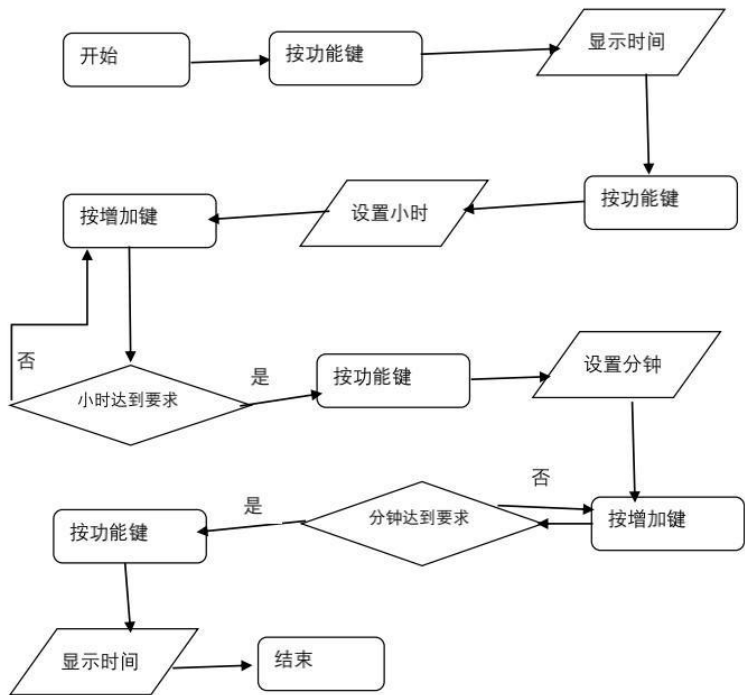 开始
按功能键
显示时间
按功能键
设置小时
按增加键
否
小时达到要求
是
按功能键
设置分钟
按增加键
否
分钟达到要求
是
按功能键
显示时间
结束